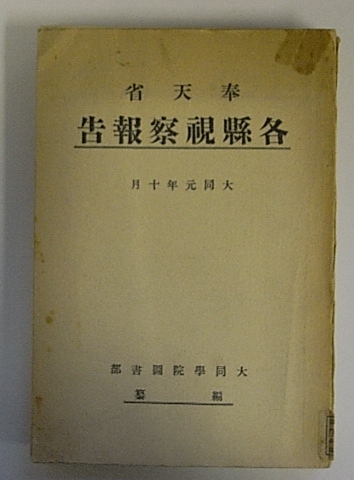 奉天省
各縣視察報告
大同元年十月
大同學院圖書部
編纂